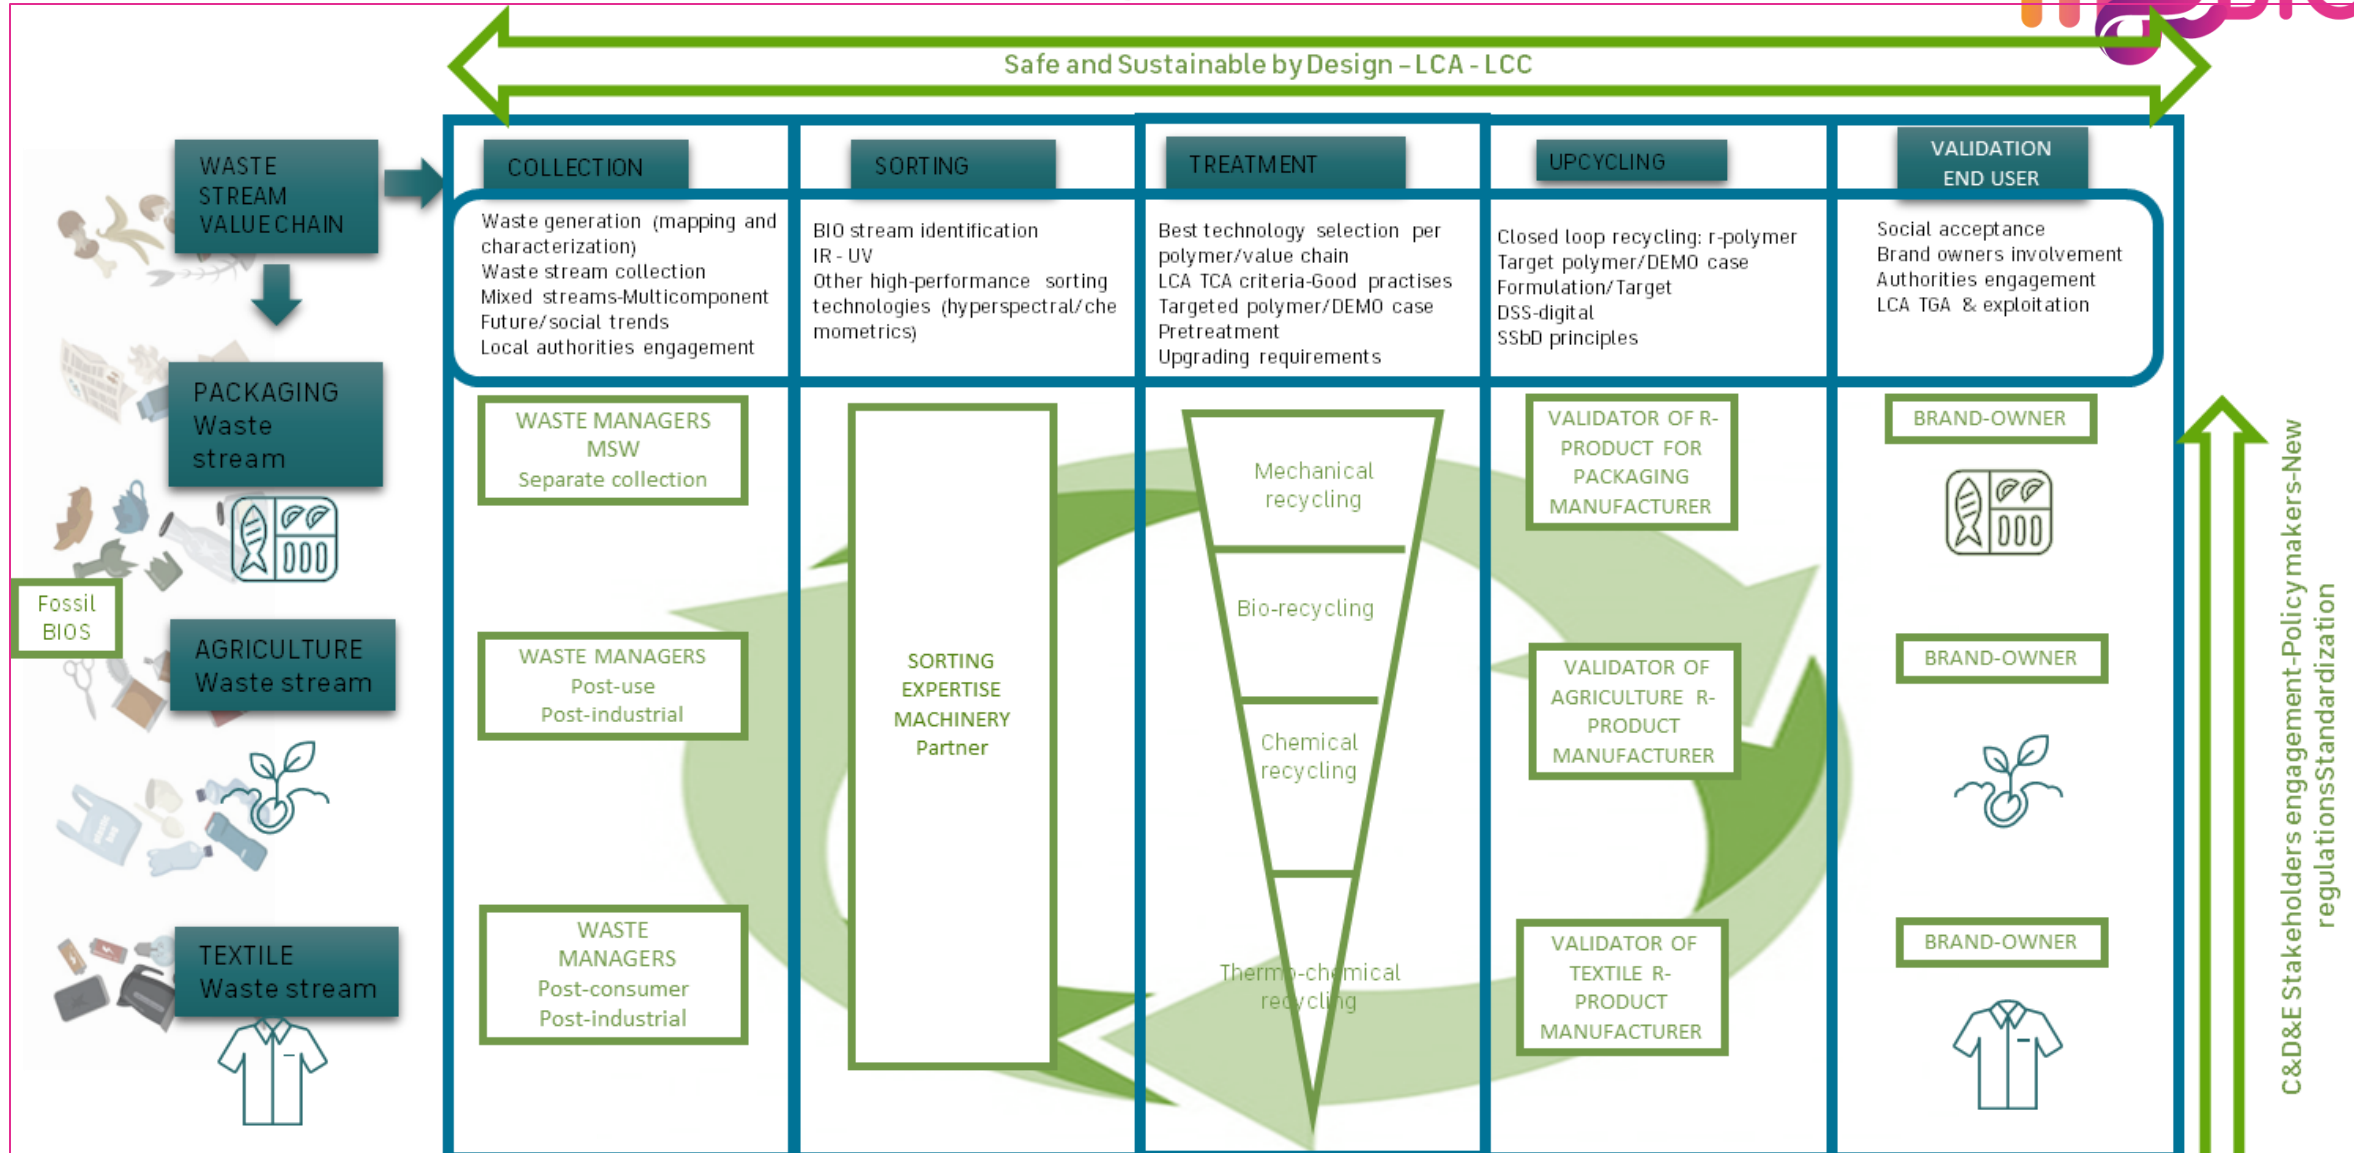 Safe and Sustainable by Design – LCA - LCC
WASTE
STREAM
VALUE CHAIN
COLLECTION
SORTING
TREATMENT
UPCYCLING
VALIDATION
END USER
Waste generation (mapping and
characterization)
Waste stream collection
Mixed streams-Multicomponent
Future/social trends
Local authorities engagement
BIO stream identification
IR - UV
Other high-performance sorting
technologies (hyperspectral/che
mometrics)
Best technology selection per
polymer/value chain
LCA TCA criteria-Good practises
Targeted polymer/DEMO case
Pretreatment
Upgrading requirements
Closed loop recycling: r-polymer
Target polymer/DEMO case
Formulation/Target
DSS-digital
SSbD principles
Social acceptance
Brand owners involvement
Authorities engagement
LCA TGA & exploitation
PACKAGING
Waste
stream
WASTE MANAGERS
MSW
Separate collection
Mechanical
recycling
VALIDATOR OF R-
PRODUCT FOR
PACKAGING
MANUFACTURER
BRAND-OWNER
Fossil
BIOS
AGRICULTURE
Waste stream
WASTE MANAGERS
Post-use
Post-industrial
SORTING
EXPERTISE
MACHINERY
Partner
Bio-recycling
Chemical
recycling
VALIDATOR OF
AGRICULTURE R-
PRODUCT
MANUFACTURER
BRAND-OWNER
TEXTILE
Waste stream
WASTE
MANAGERS
Post-consumer
Post-industrial
Thermo-chemical
recycling
VALIDATOR OF
TEXTILE R-
PRODUCT
MANUFACTURER
BRAND-OWNER
C&D&E Stakeholders engagement-Policy makers-New
regulationsStandardization